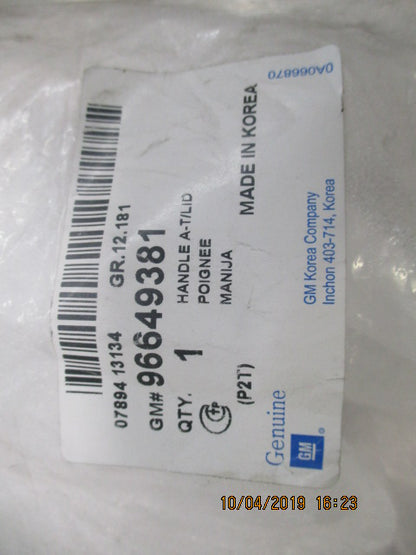 07894 13134 GR.12.181
GM# 96649381
QTY. 1 HANDLE A-T/LID
POIGNEE
MANIJA MADE IN KOREA
(P2T)
Genuine
GM
®
GM Korea Company
Inchon 403-714, Korea
0A066870
10/04/2019 16:23